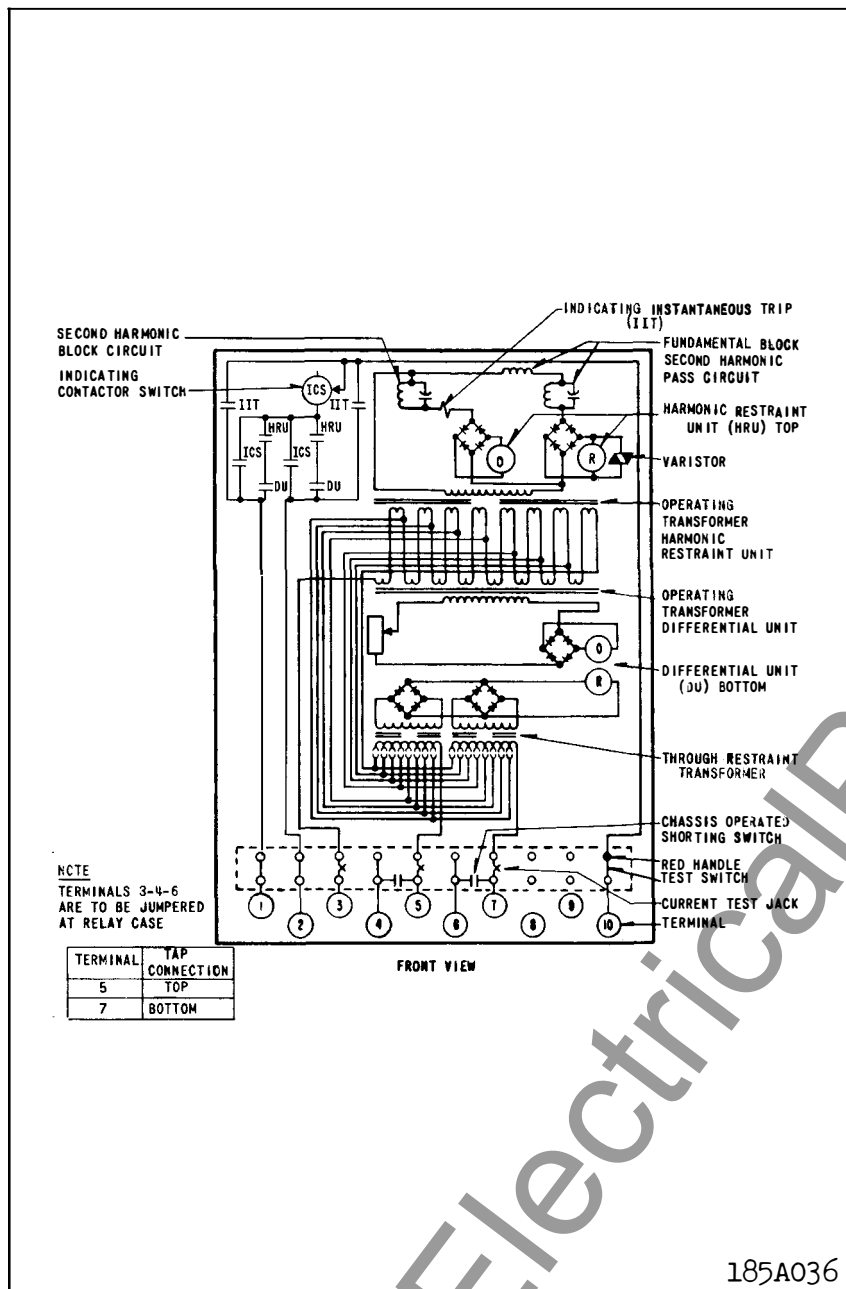 INDICATING INSTANTANEOUS TRIP
(IIT)
SECOND HARMONIC
BLOCK CIRCUIT
FUNDAMENTAL BLOCK
SECOND HARMONIC
PASS CIRCUIT
INDICATING
CONTACTOR SWITCH
ICS
IIT
IIT
HARMONIC RESTRAINT
UNIT (HRU) TOP
HRU
HRU
ICS
ICS
O
R
VARISTOR
DU
DU
OPERATING
TRANSFORMER
HARMONIC
RESTRAINT UNIT
OPERATING
TRANSFORMER
DIFFERENTIAL UNIT
O
R
DIFFERENTIAL UNIT
(DU) BOTTOM
THROUGH RESTRAINT
TRANSFORMER
CHASSIS OPERATED
SHORTING SWITCH
RED HANDLE
TEST SWITCH
CURRENT TEST JACK
TERMINAL
NOTE
TERMINALS 3-4-6
ARE TO BE JUMPERED
AT RELAY CASE
1
2
3
4
5
6
7
8
9
10
TERMINAL TAP CONNECTION
5 TOP
7 BOTTOM
FRONT VIEW
185A036